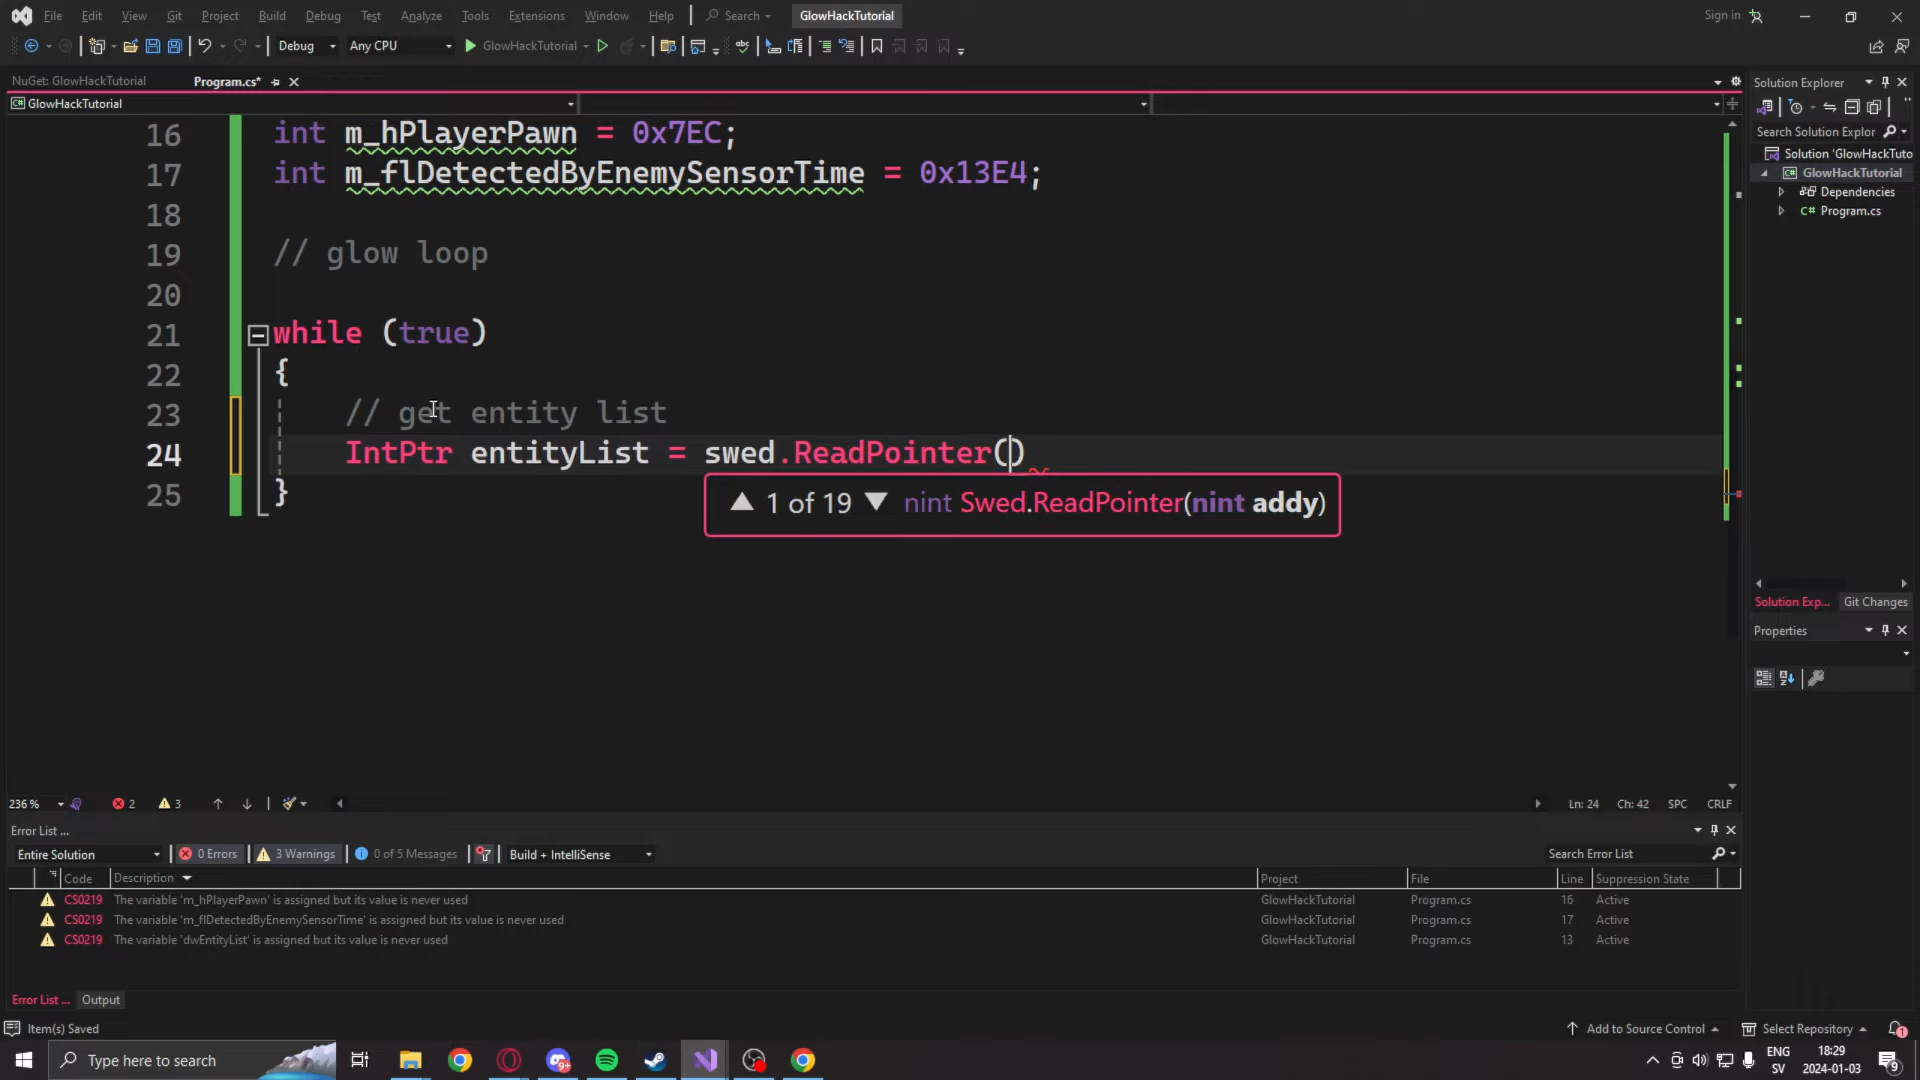 File Edit View Git Project Build Debug Test Analyze Tools Extensions Window Help Search GlowHackTutorial Sign in
Debug Any CPU GlowHackTutorial
NuGet: GlowHackTutorial Program.cs*
C# GlowHackTutorial
16 int m_hPlayerPawn = 0x7EC;
17 int m_flDetectedByEnemySensorTime = 0x13E4;
18
19 // glow loop
20
21 while (true)
22 {
23 // get entity list
24 IntPtr entityList = swed.ReadPointer()
1 of 19 nint Swed.ReadPointer(nint addy)
25 }
Solution Explorer
Search Solution Explor
Solution 'GlowHackTuto
GlowHackTutorial
Dependencies
C# Program.cs
Solution Exp... Git Changes
Properties
236 % 2 3 Ln: 24 Ch: 42 SPC CRLF
Error List ...
Entire Solution 0 Errors 3 Warnings 0 of 5 Messages Build + IntelliSense Search Error List
Code Description Project File Line Suppression State
CS0219 The variable 'm_hPlayerPawn' is assigned but its value is never used GlowHackTutorial Program.cs 16 Active
CS0219 The variable 'm_flDetectedByEnemySensorTime' is assigned but its value is never used GlowHackTutorial Program.cs 17 Active
CS0219 The variable 'dwEntityList' is assigned but its value is never used GlowHackTutorial Program.cs 13 Active
Error List ... Output
Item(s) Saved Add to Source Control Select Repository 1
Type here to search 9+ ENG SV 18:29 2024-01-03 9